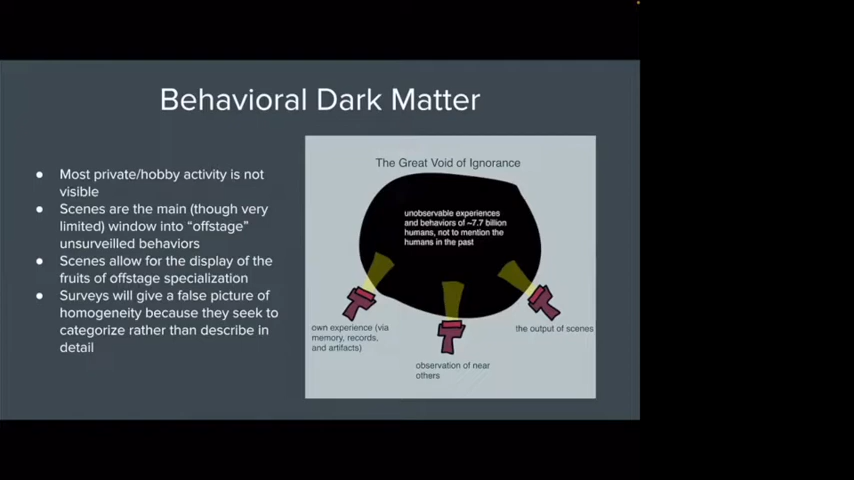 Behavioral Dark Matter
● Most private/hobby activity is not
visible
● Scenes are the main (though very
limited) window into “offstage”
unsurveilled behaviors
● Scenes allow for the display of the
fruits of offstage specialization
● Surveys will give a false picture of
homogeneity because they seek to
categorize rather than describe in
detail
The Great Void of Ignorance
unobservable experiences
and behaviors of ~7.7 billion
humans, not to mention the
humans in the past
own experience (via
memory, records,
and artifacts)
observation of near
others
the output of scenes